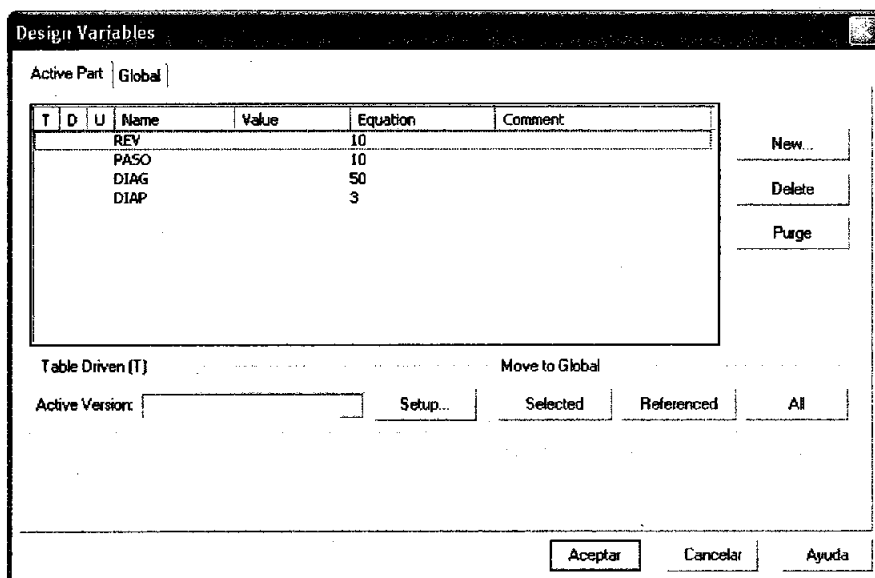 Design Variables
Active Part Global
T D U Name Value Equation Comment
REV 10
PASO 10
DIAG 50
DIAP 3
New...
Delete
Purge
Table Driven (T) Move to Global
Active Version: Setup... Selected Referenced All
Aceptar Cancelar Ayuda